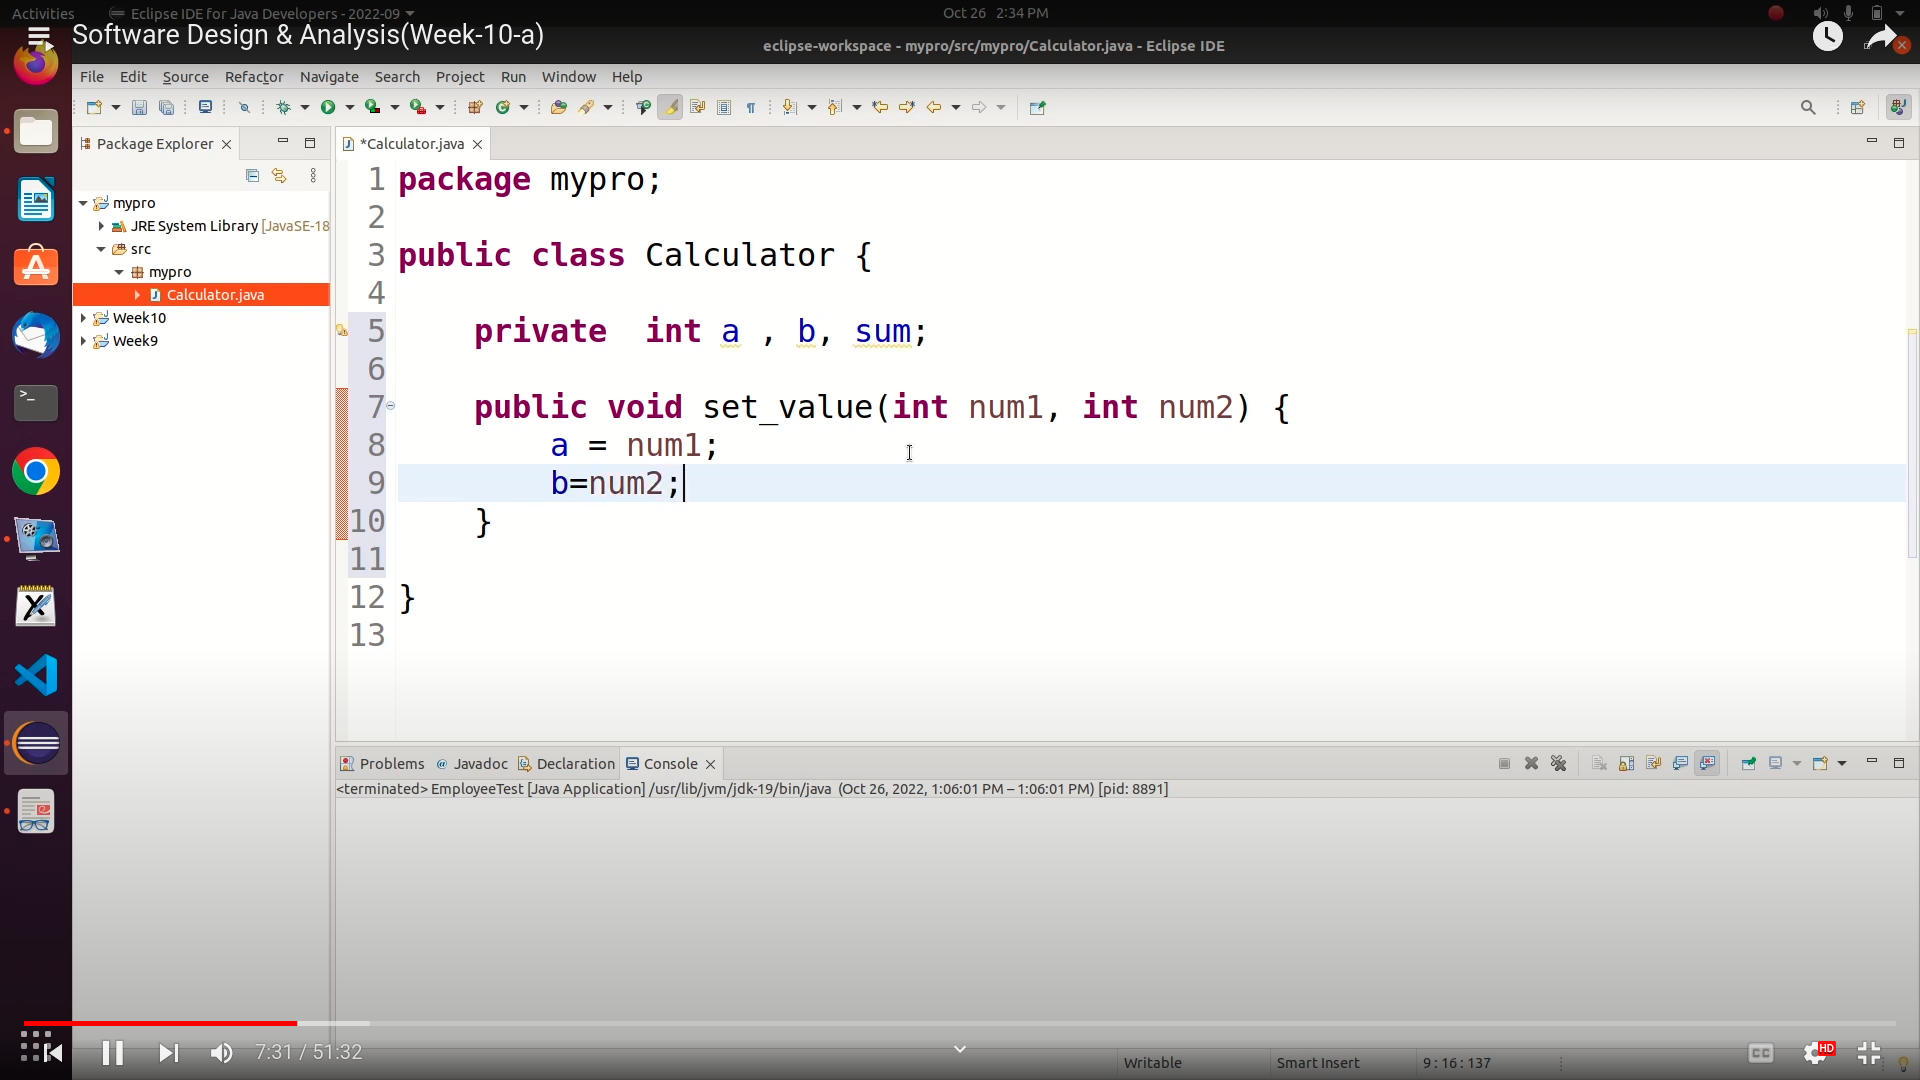 Activities
Eclipse IDE for Java Developers - 2022-09
Oct 26 2:34 PM
Software Design & Analysis(Week-10-a)
eclipse-workspace - mypro/src/mypro/Calculator.java - Eclipse IDE
File Edit Source Refactor Navigate Search Project Run Window Help
Package Explorer
*Calculator.java
mypro
JRE System Library [JavaSE-18
src
mypro
Calculator.java
Week10
Week9
1 package mypro;
2
3 public class Calculator {
4
5 private  int a , b, sum;
6
7 public void set_value(int num1, int num2) {
8 a = num1;
9 b=num2;
10 }
11
12 }
13
Problems @ Javadoc Declaration Console
<terminated> EmployeeTest [Java Application] /usr/lib/jvm/jdk-19/bin/java (Oct 26, 2022, 1:06:01 PM – 1:06:01 PM) [pid: 8891]
7:31 / 51:32
CC
HD
Writable Smart Insert 9 : 16 : 137